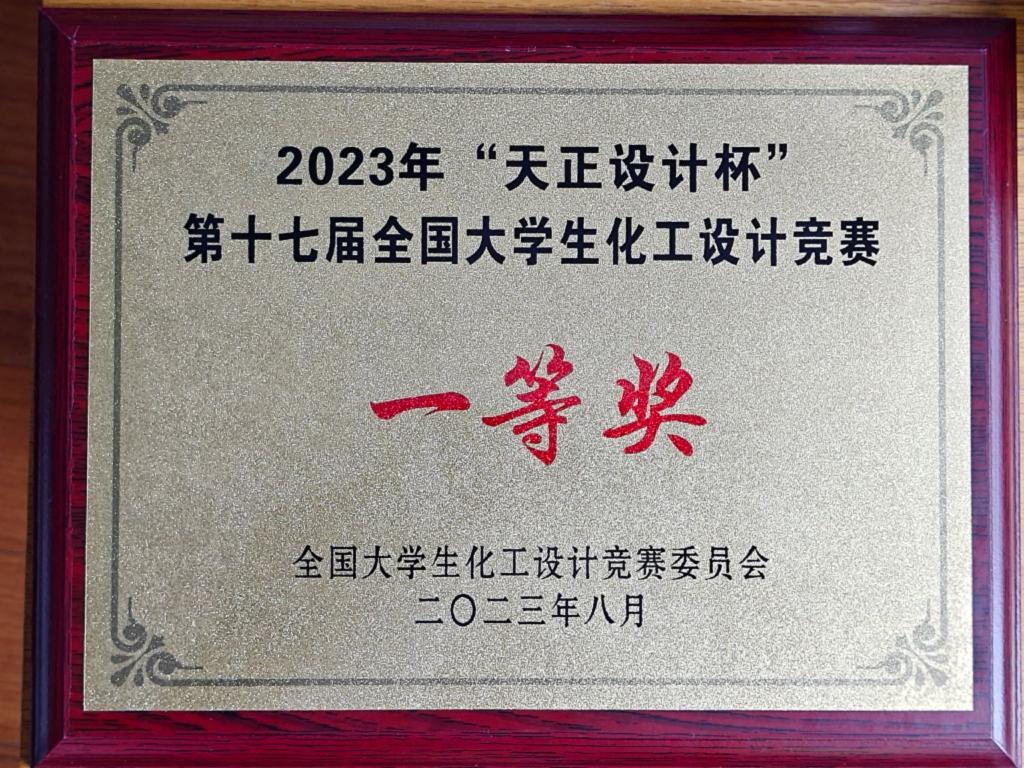 2023年“天正设计杯”
第十七届全国大学生化工设计竞赛
一等奖
全国大学生化工设计竞赛委员会
二〇二三年八月